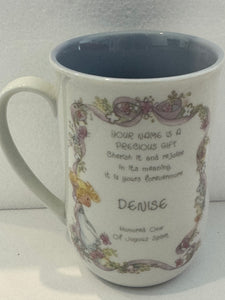 YOUR NAME IS A
PRECIOUS GIFT
Cherish it and rejoice
in its meaning,
it is yours forevermore.
DENISE
Honored One
Of Joyous Spirit